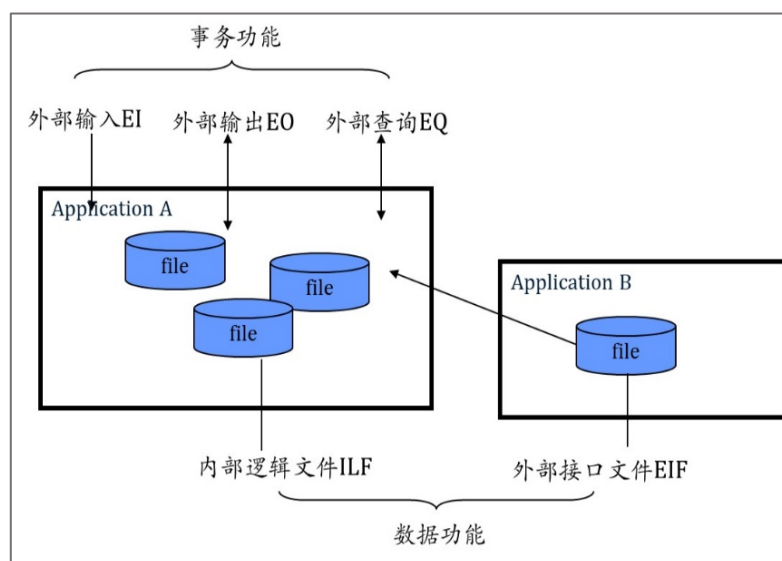 事务功能
外部输入EI 外部输出EO 外部查询EQ
Application A
file
file
file
Application B
file
内部逻辑文件ILF 外部接口文件EIF
数据功能